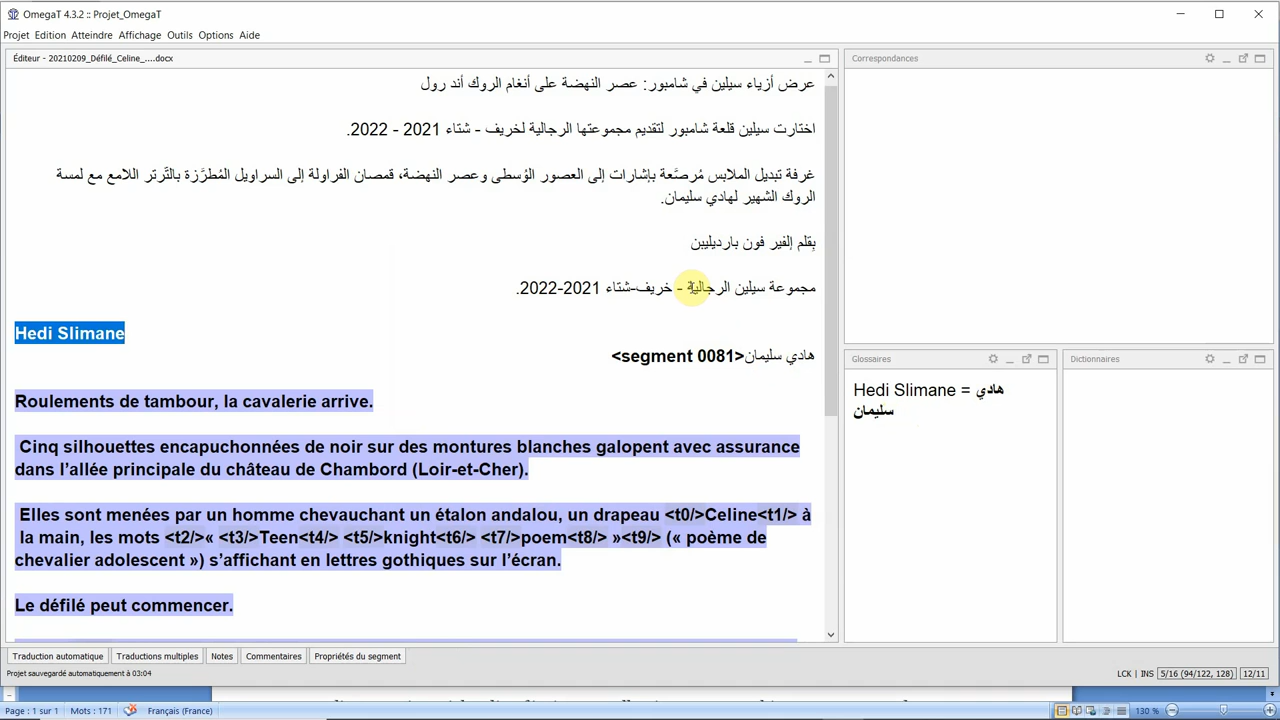 OmegaT 4.3.2 :: Projet_OmegaT
Projet Edition Atteindre Affichage Outils Options Aide
Éditeur - 20210209_Défilé_Celine_....docx
عرض أزياء سيلين في شامبور: عصر النهضة على أنغام الروك أند رول
اختارت سيلين قلعة شامبور لتقديم مجموعتها الرجالية لخريف - شتاء 2021 - 2022.
غرفة تبديل الملابس مُرصَّعة بإشارات إلى العصور الوُسطى وعصر النهضة، قمصان الفراولة إلى السراويل المُطرَّزة بالتّرتر اللامع مع لمسة
الروك الشهير لهادي سليمان.
بِقلم إلفير فون بارديليين
مجموعة سيلين الرجالية - خريف-شتاء 2021-2022.
Hedi Slimane
هادي سليمان<segment 0081>
Roulements de tambour, la cavalerie arrive.
Cinq silhouettes encapuchonnées de noir sur des montures blanches galopent avec assurance
dans l’allée principale du château de Chambord (Loir-et-Cher).
Elles sont menées par un homme chevauchant un étalon andalou, un drapeau <t0/>Celine<t1/> à
la main, les mots <t2/>« <t3/>Teen<t4/> <t5/>knight<t6/> <t7/>poem<t8/> »<t9/> (« poème de
chevalier adolescent ») s’affichant en lettres gothiques sur l’écran.
Le défilé peut commencer.
Correspondances
Glossaires
Hedi Slimane = هادي
سليمان
Dictionnaires
Traduction automatique Traductions multiples Notes Commentaires Propriétés du segment
Projet sauvegardé automatiquement à 03:04
LCK | INS 5/16 (94/122, 128) 12/11
Page : 1 sur 1 Mots : 171 Français (France) 130 %